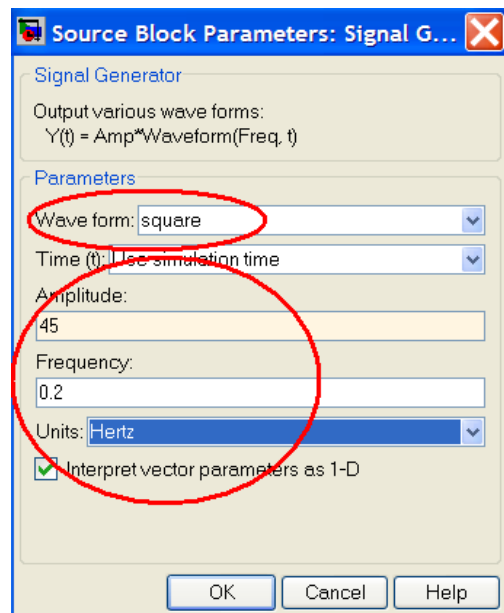 Source Block Parameters: Signal G...
Signal Generator
Output various wave forms:
Y(t) = Amp*Waveform(Freq, t)
Parameters
Wave form: square
Time (t): Use simulation time
Amplitude:
45
Frequency:
0.2
Units: Hertz
Interpret vector parameters as 1-D
OK Cancel Help